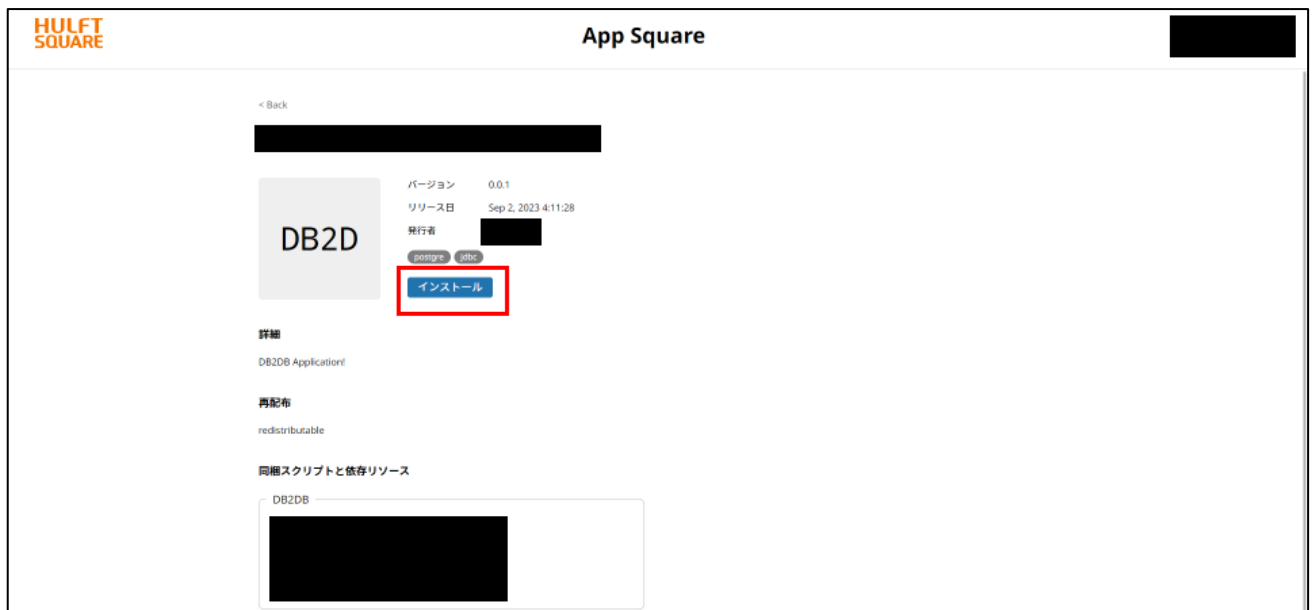 HULFT
SQUARE
App Square
< Back
DB2D
バージョン 0.0.1
リリース日 Sep 2, 2023 4:11:28
発行者
postgre jdbc
インストール
詳細
DB2DB Application!
再配布
redistributable
同梱スクリプトと依存リソース
DB2DB